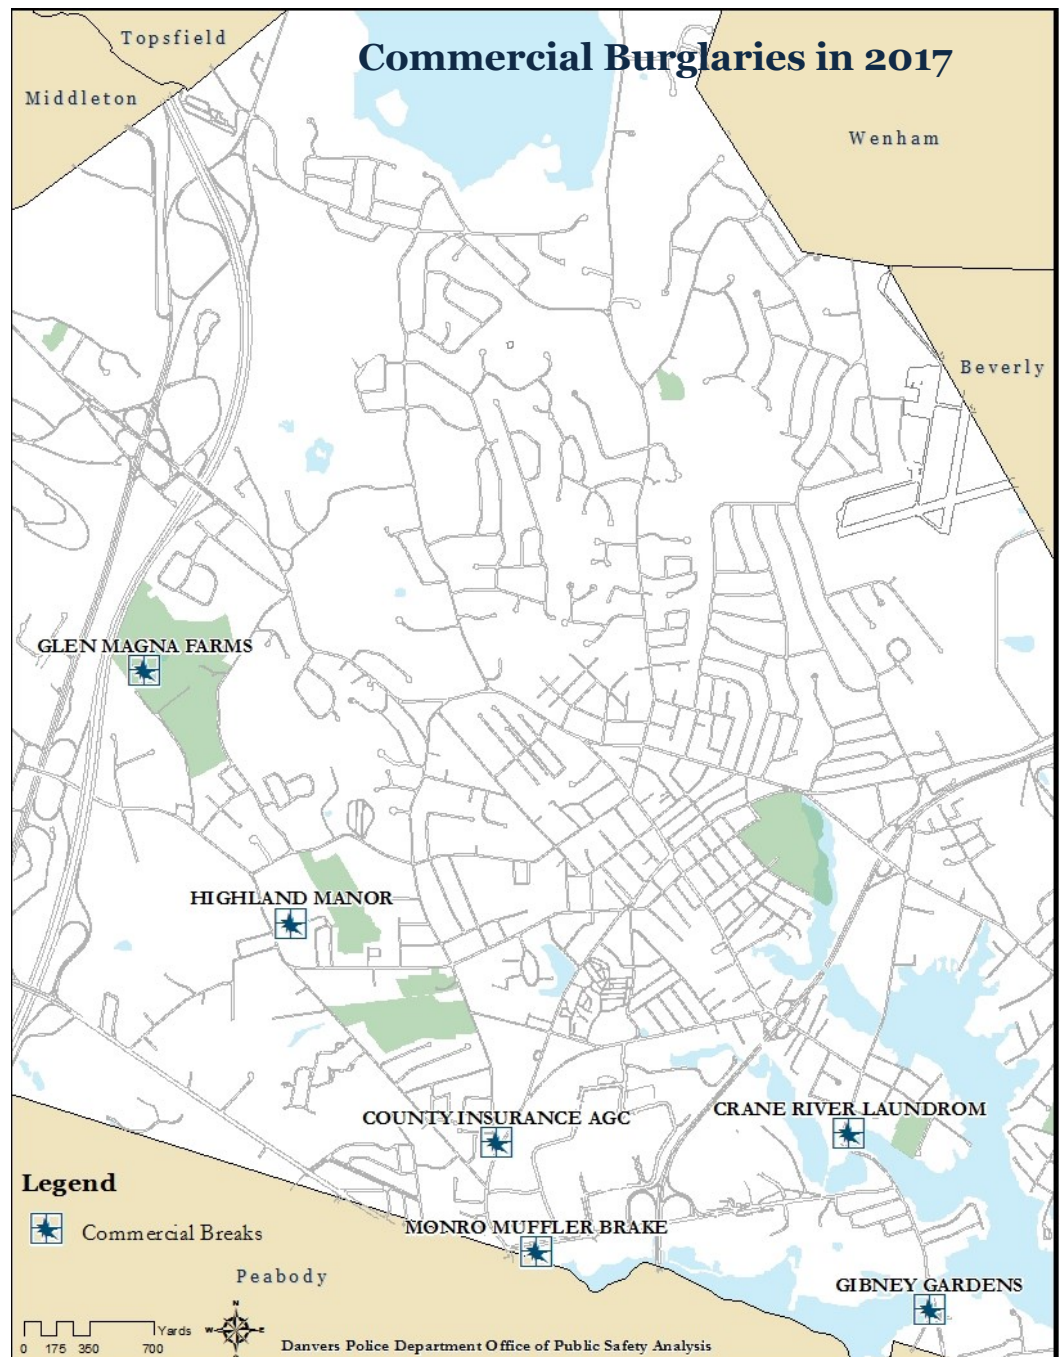 Topsfield
Commercial Burglaries in 2017
Middleton
Wenham
Beverly
GLEN MAGNA FARMS
HIGHLAND MANOR
COUNTY INSURANCE AGC
CRANE RIVER LAUNDROM
Legend
Commercial Breaks
MONRO MUFFLER BRAKE
Peabody
GIBNEY GARDENS
N
W E
S
Yards
0 175 350 700
Danvers Police Department Office of Public Safety Analysis